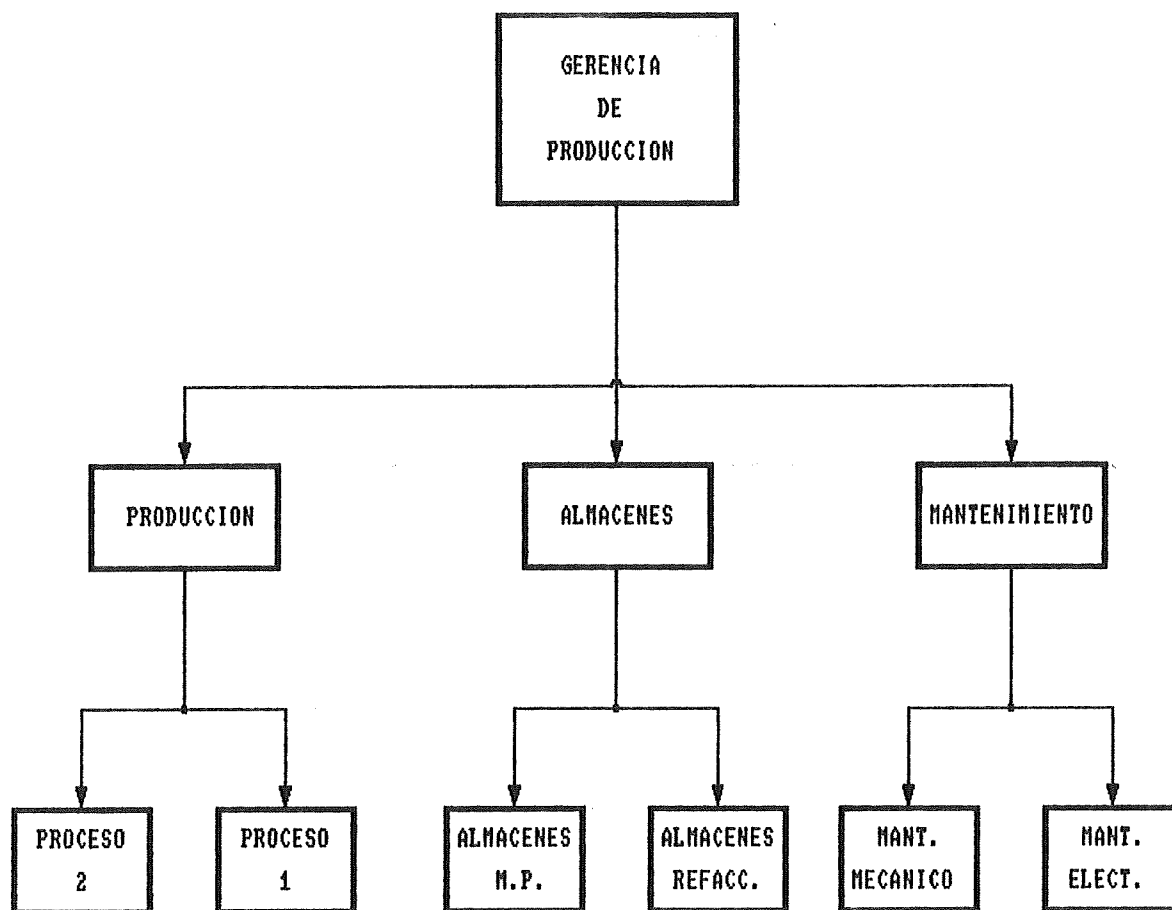 GERENCIA
DE
PRODUCCION
PRODUCCION
ALMACENES
MANTENIMIENTO
PROCESO
2
PROCESO
1
ALMACENES
M.P.
ALMACENES
REFACC.
MANT.
MECANICO
MANT.
ELECT.